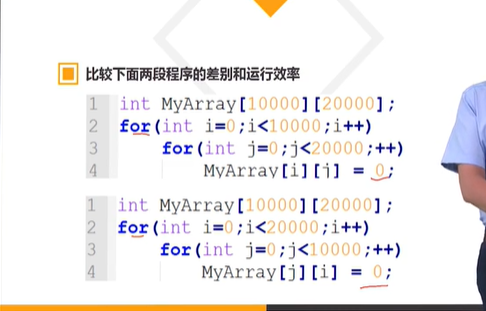 比较下面两段程序的差别和运行效率
1 int MyArray[10000][20000];
2 for(int i=0;i<10000;i++)
3 for(int j=0;j<20000;++)
4 MyArray[i][j] = 0;
1 int MyArray[10000][20000];
2 for(int i=0;i<20000;i++)
3 for(int j=0;j<10000;++)
4 MyArray[j][i] = 0;